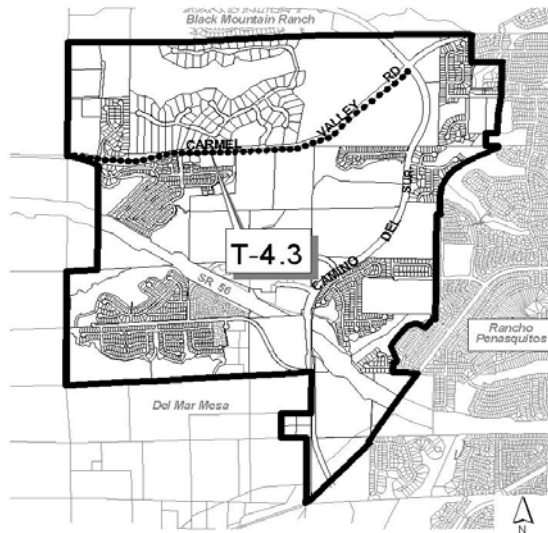 Black Mountain Ranch
CARMEL
VALLEY
RD
T-4.3
CAMINO
DEL
SUR
SR 56
Rancho
Penasquitos
Del Mar Mesa
N